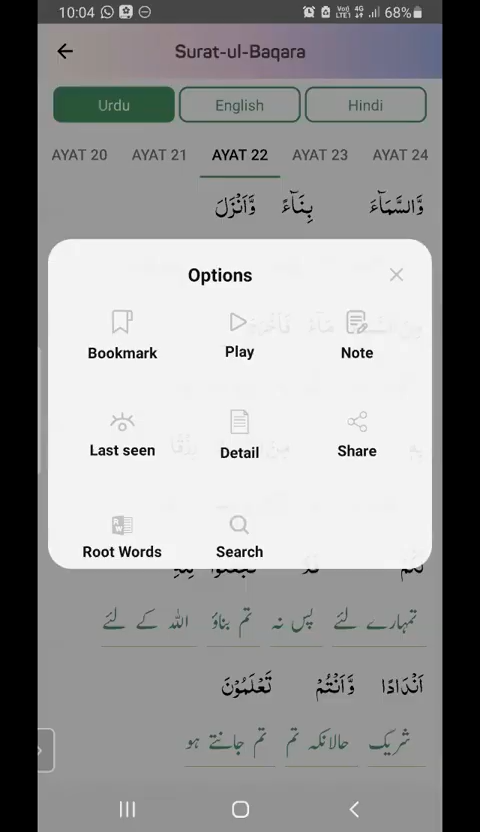 10:04 68%
Surat-ul-Baqara
Urdu English Hindi
AYAT 20 AYAT 21 AYAT 22 AYAT 23 AYAT 24
وَّالسَّمَآءَ بِنَآءً وَّاَنْزَلَ
Options
Bookmark Play Note
Last seen Detail Share
Root Words Search
تمہارے لئے پس نہ تم بناؤ اللہ کے لئے
اَنْدَادًا وَّاَنْتُمْ تَعْلَمُوْنَ
شریک حالانکہ تم تم جانتے ہو